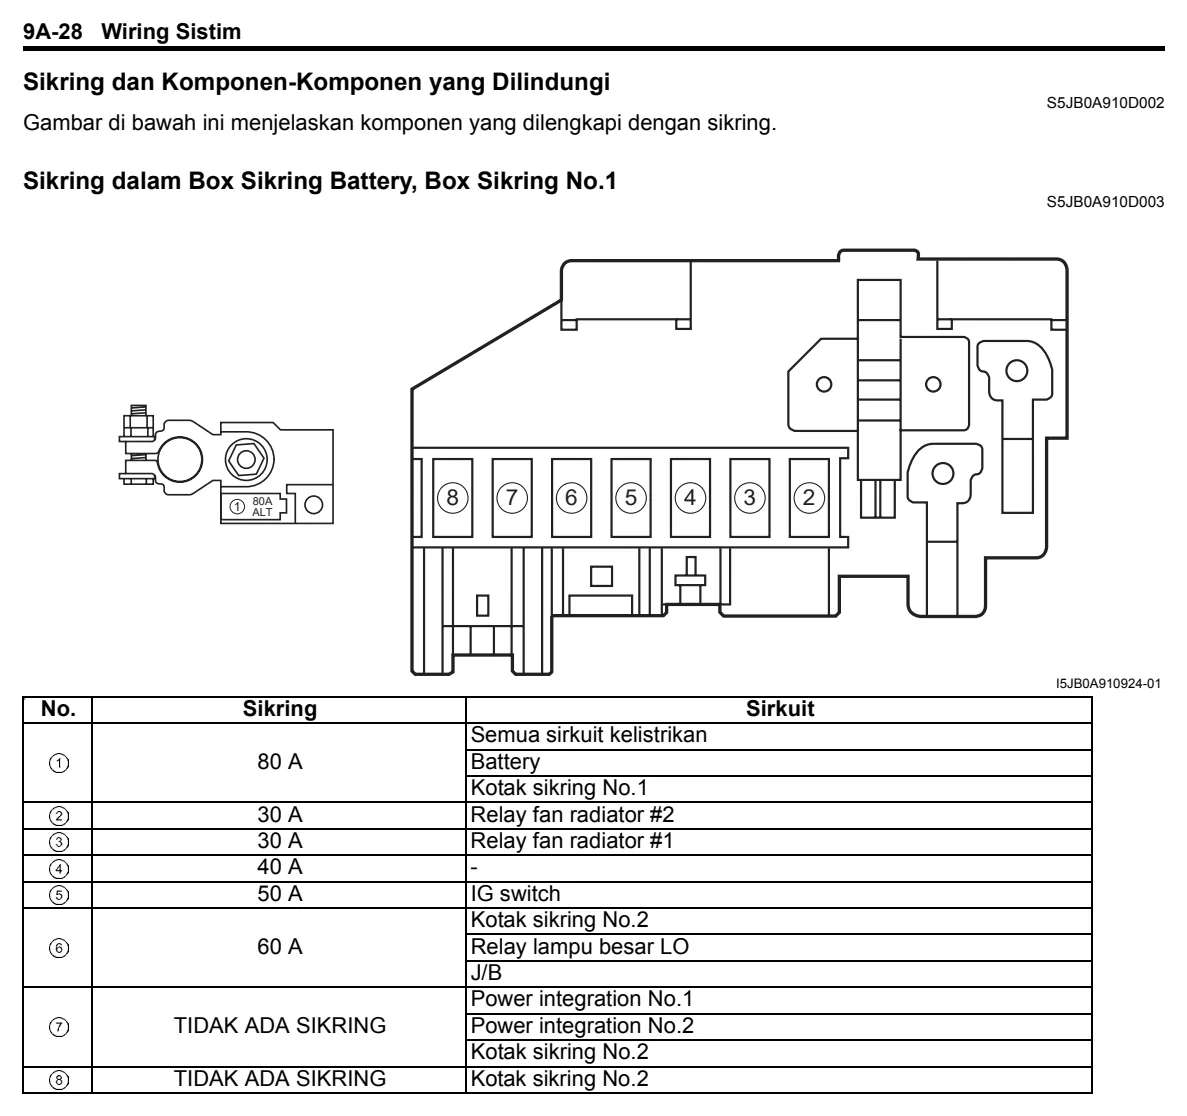 9A-28 Wiring Sistim
Sikring dan Komponen-Komponen yang Dilindungi
S5JB0A910D002
Gambar di bawah ini menjelaskan komponen yang dilengkapi dengan sikring.
Sikring dalam Box Sikring Battery, Box Sikring No.1
S5JB0A910D003
① 80A
ALT
⑧ ⑦ ⑥ ⑤ ④ ③ ②
I5JB0A910924-01
No. Sikring Sirkuit
① 80 A Semua sirkuit kelistrikan
Battery
Kotak sikring No.1
② 30 A Relay fan radiator #2
③ 30 A Relay fan radiator #1
④ 40 A -
⑤ 50 A IG switch
⑥ 60 A Kotak sikring No.2
Relay lampu besar LO
J/B
⑦ TIDAK ADA SIKRING Power integration No.1
Power integration No.2
Kotak sikring No.2
⑧ TIDAK ADA SIKRING Kotak sikring No.2